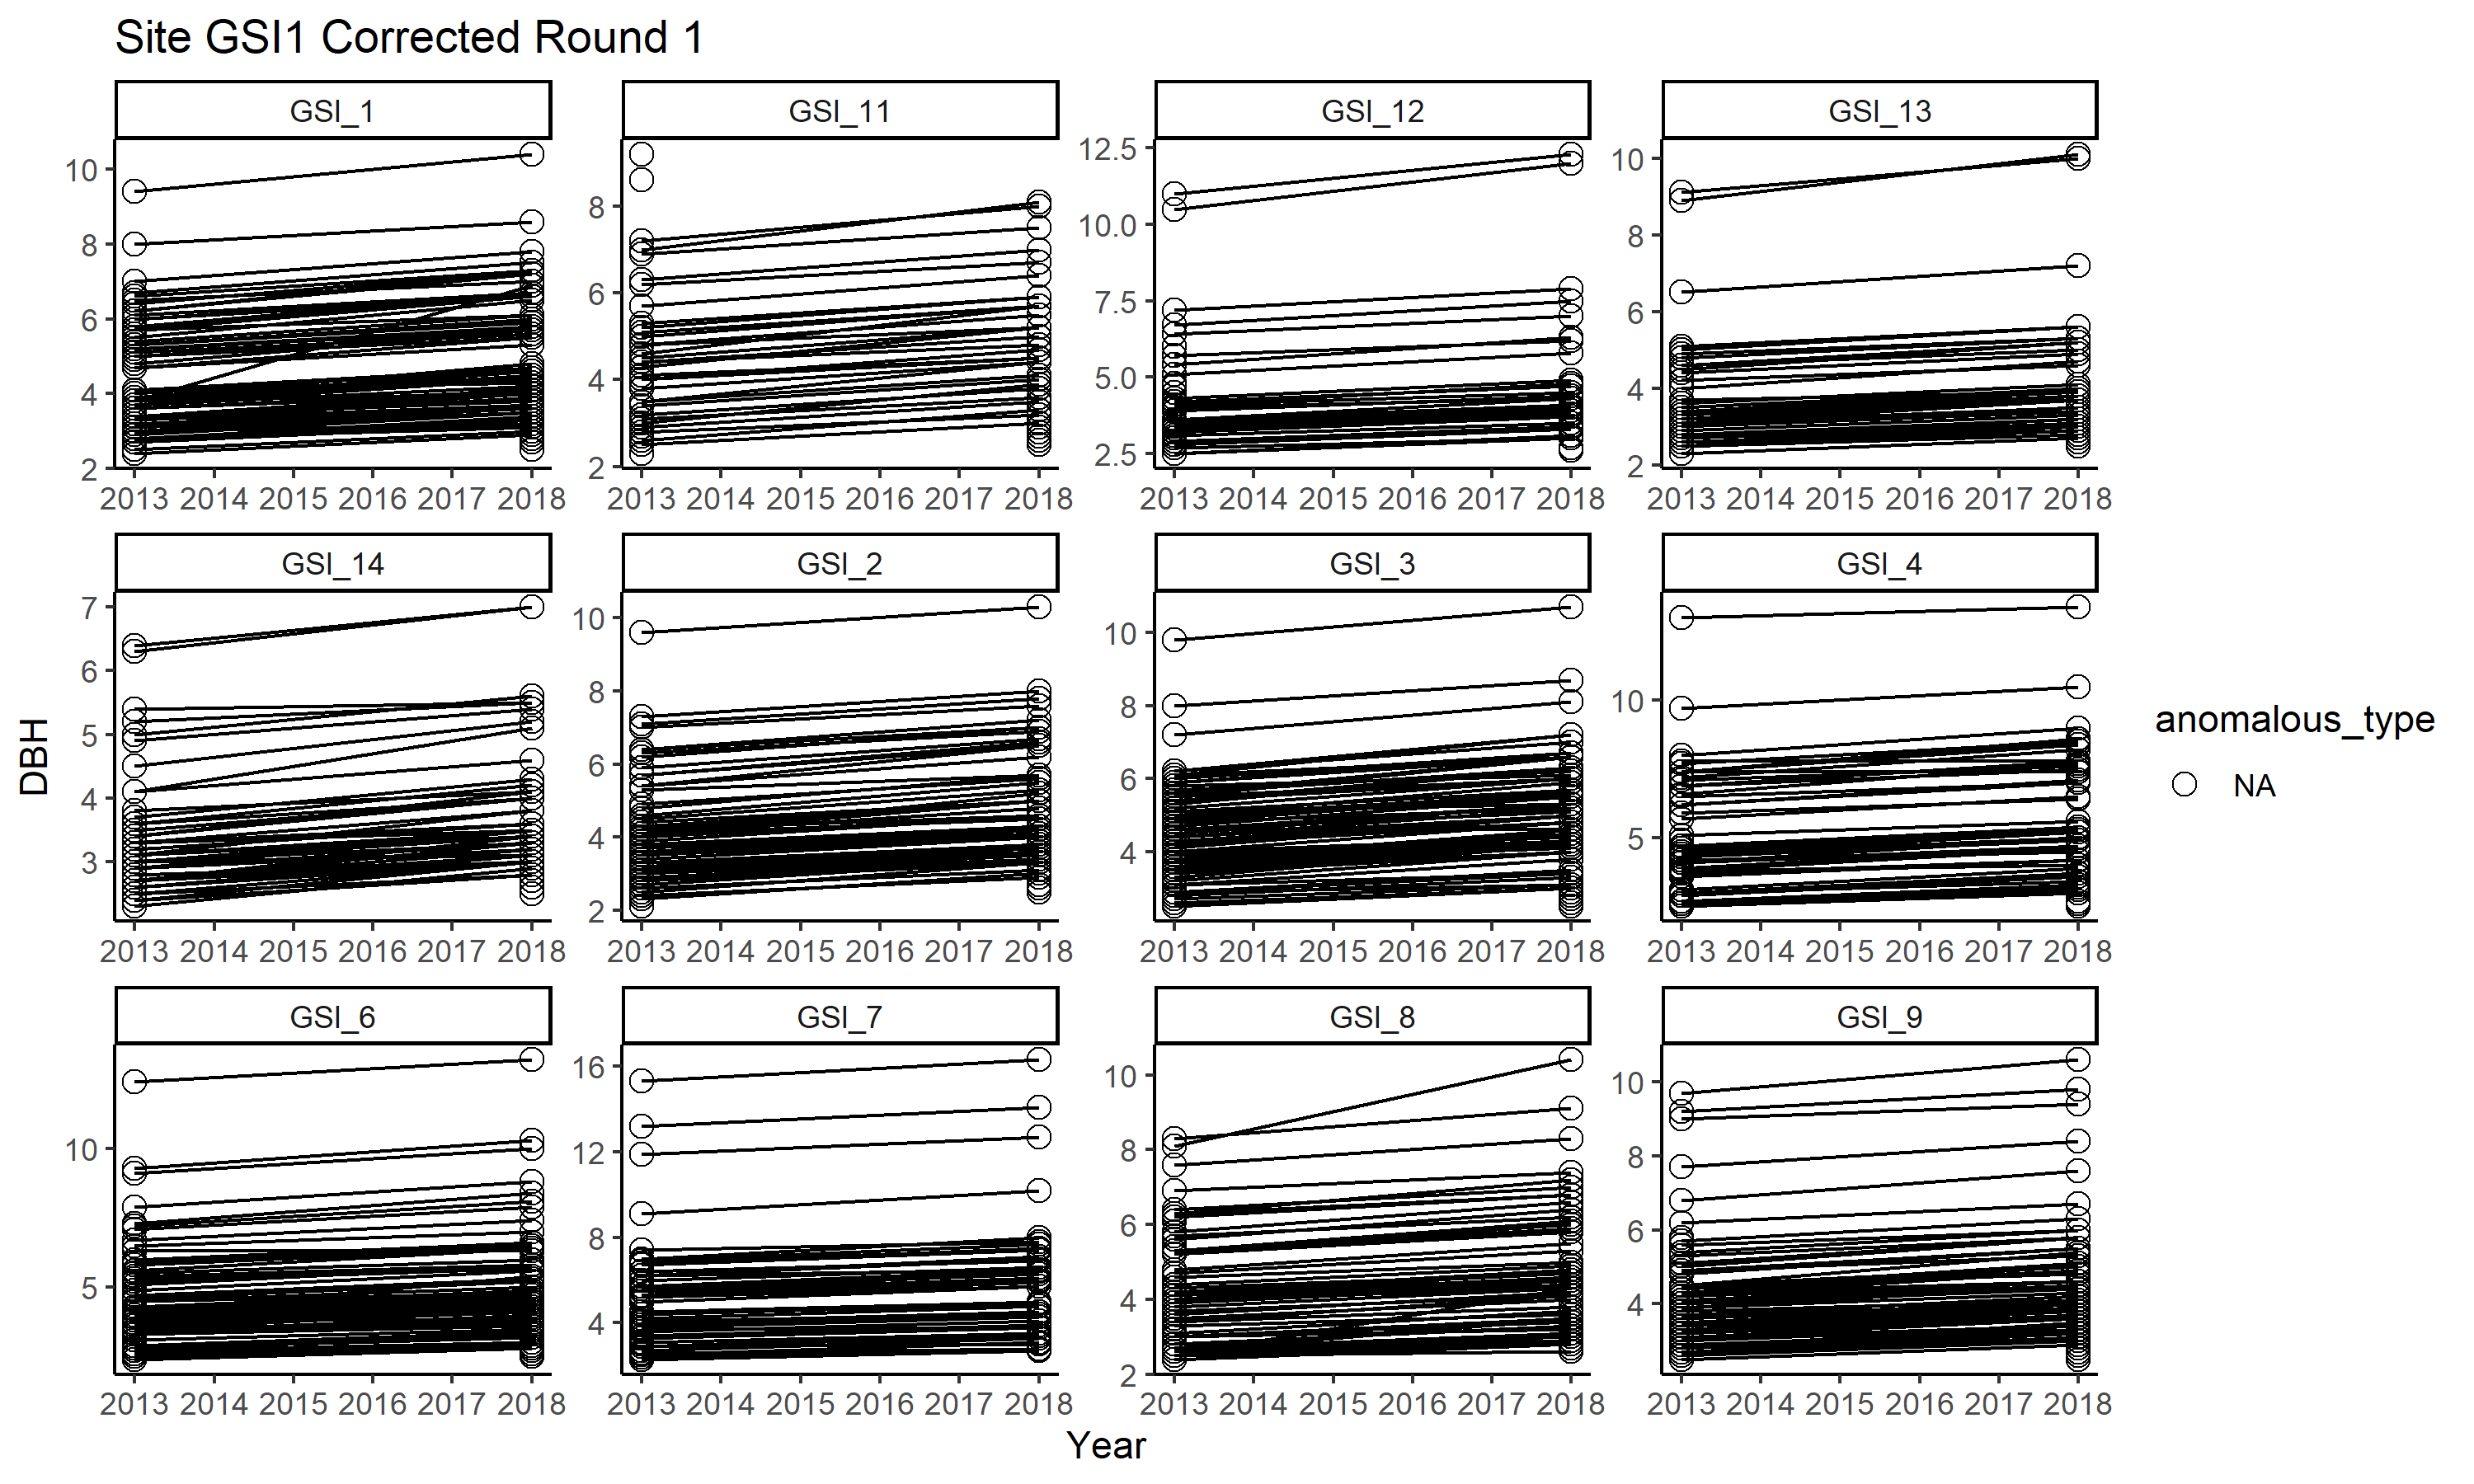 Site GSI1 Corrected Round 1
GSI_1 GSI_11 GSI_12 GSI_13
10 8 6 4 2
8 6 4 2
12.5 10.0 7.5 5.0 2.5
10 8 6 4 2
2013 2014 2015 2016 2017 2018 2013 2014 2015 2016 2017 2018 2013 2014 2015 2016 2017 2018 2013 2014 2015 2016 2017 2018
GSI_14 GSI_2 GSI_3 GSI_4
7 6 5 4 3
10 8 6 4 2
10 8 6 4
10 5
2013 2014 2015 2016 2017 2018 2013 2014 2015 2016 2017 2018 2013 2014 2015 2016 2017 2018 2013 2014 2015 2016 2017 2018
GSI_6 GSI_7 GSI_8 GSI_9
10 5
16 12 8 4
10 8 6 4 2
10 8 6 4
2013 2014 2015 2016 2017 2018 2013 2014 2015 2016 2017 2018 2013 2014 2015 2016 2017 2018 2013 2014 2015 2016 2017 2018
DBH
Year
anomalous_type
NA